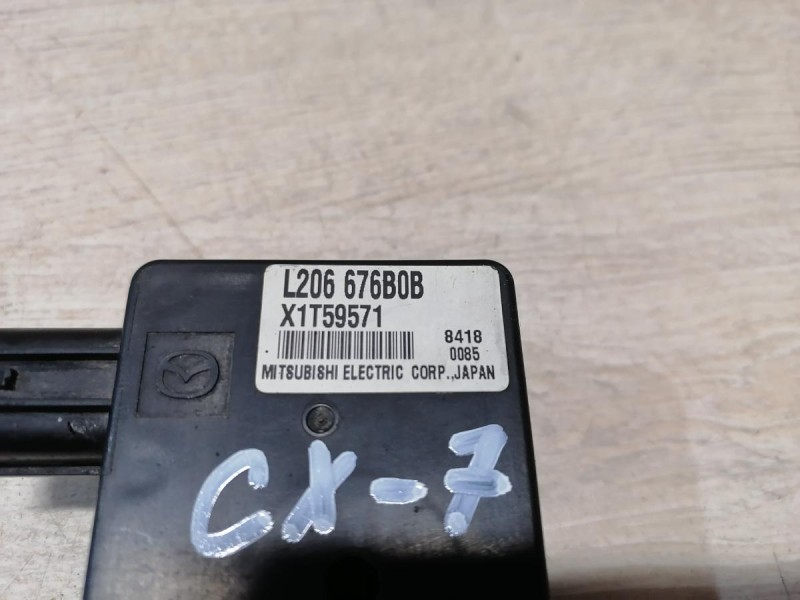 L206 676B0B
X1T59571
8418
0085
MITSUBISHI ELECTRIC CORP., JAPAN
CX-7